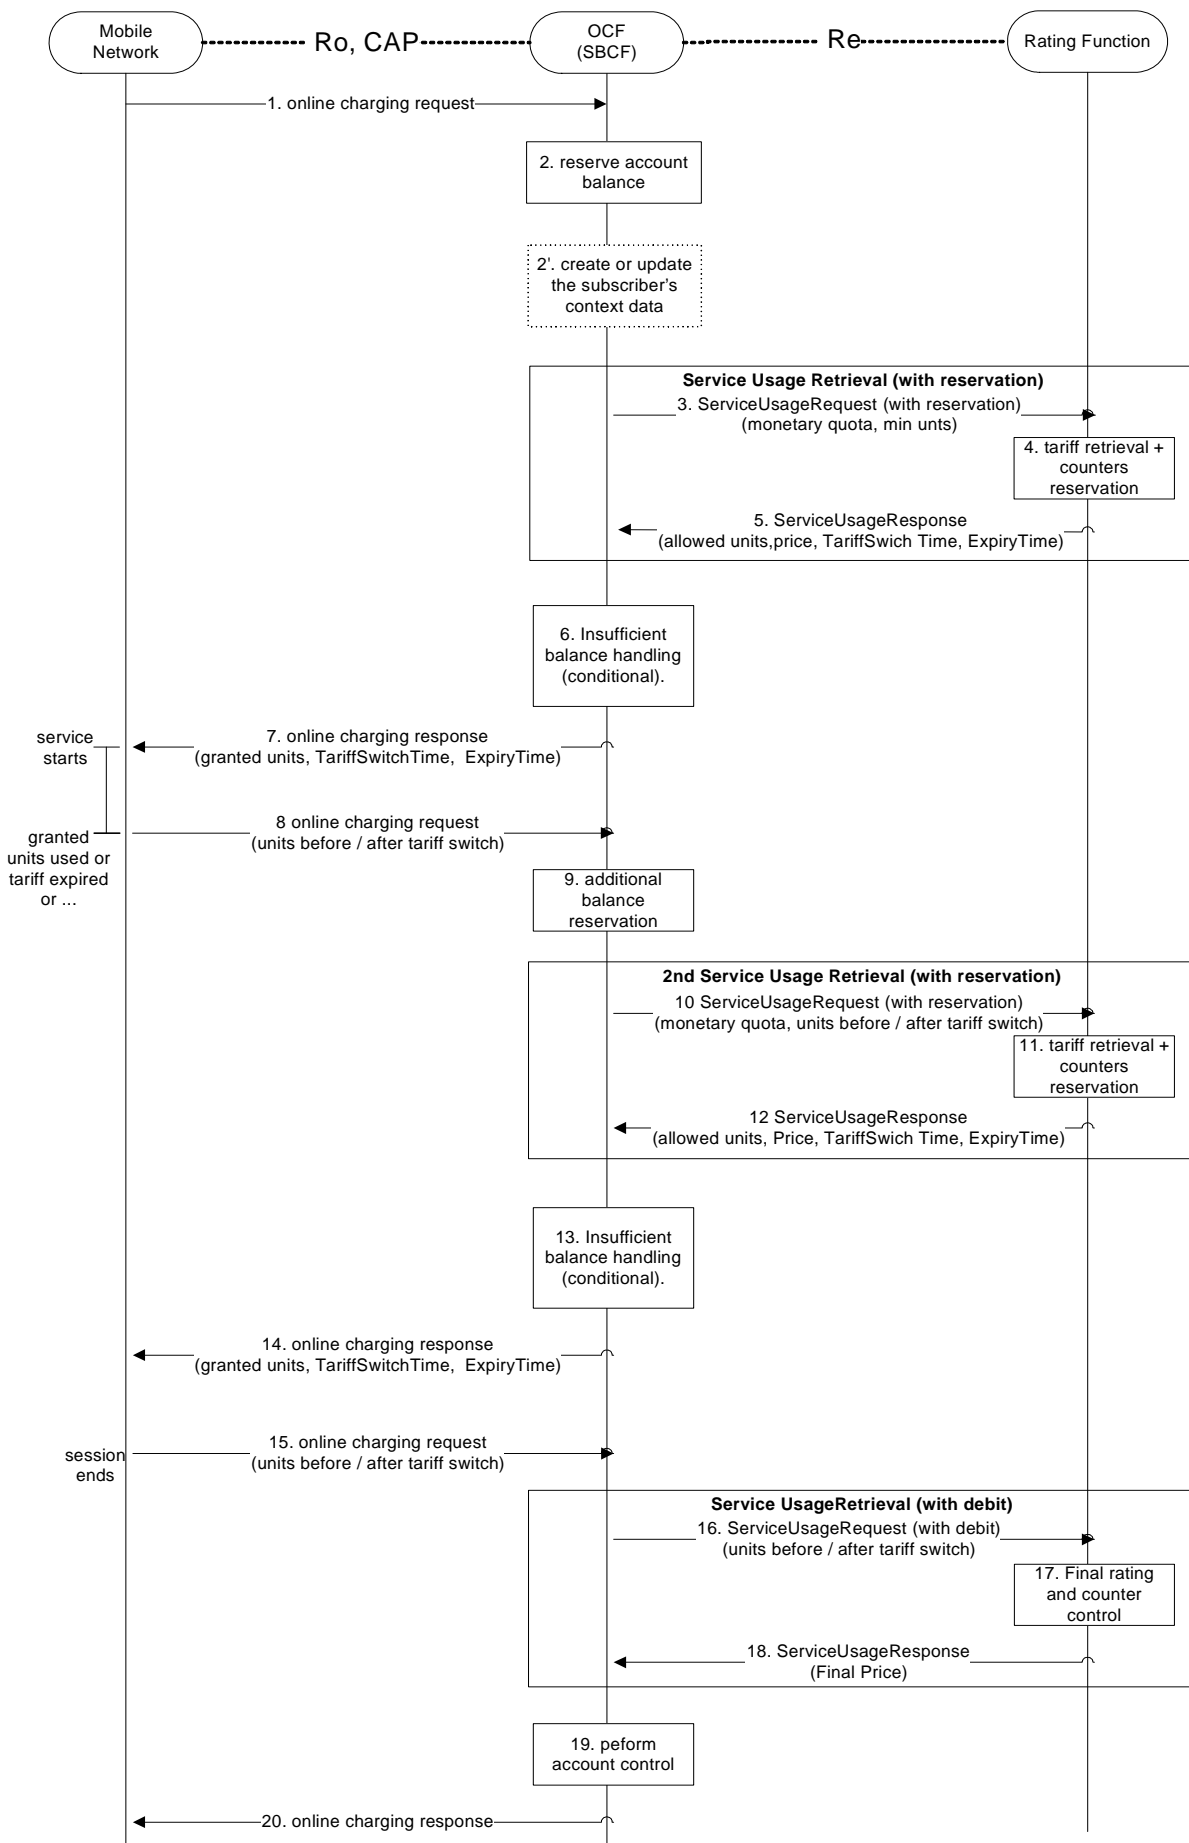 Mobile
Network
Ro, CAP
OCF
(SBCF)
Re
Rating Function
1. online charging request
2. reserve account
balance
2'. create or update
the subscriber's
context data
Service Usage Retrieval (with reservation)
3. ServiceUsageRequest (with reservation)
(monetary quota, min unts)
4. tariff retrieval +
counters
reservation
5. ServiceUsageResponse
(allowed units,price, TariffSwich Time, ExpiryTime)
6. Insufficient
balance handling
(conditional).
service
starts
7. online charging response
(granted units, TariffSwitchTime, ExpiryTime)
8 online charging request
(units before / after tariff switch)
granted
units used or
tariff expired
or ...
9. additional
balance
reservation
2nd Service Usage Retrieval (with reservation)
10 ServiceUsageRequest (with reservation)
(monetary quota, units before / after tariff switch)
11. tariff retrieval +
counters
reservation
12 ServiceUsageResponse
(allowed units, Price, TariffSwich Time, ExpiryTime)
13. Insufficient
balance handling
(conditional).
14. online charging response
(granted units, TariffSwitchTime, ExpiryTime)
session
ends
15. online charging request
(units before / after tariff switch)
Service UsageRetrieval (with debit)
16. ServiceUsageRequest (with debit)
(units before / after tariff switch)
17. Final rating
and counter
control
18. ServiceUsageResponse
(Final Price)
19. peform
account control
20. online charging response